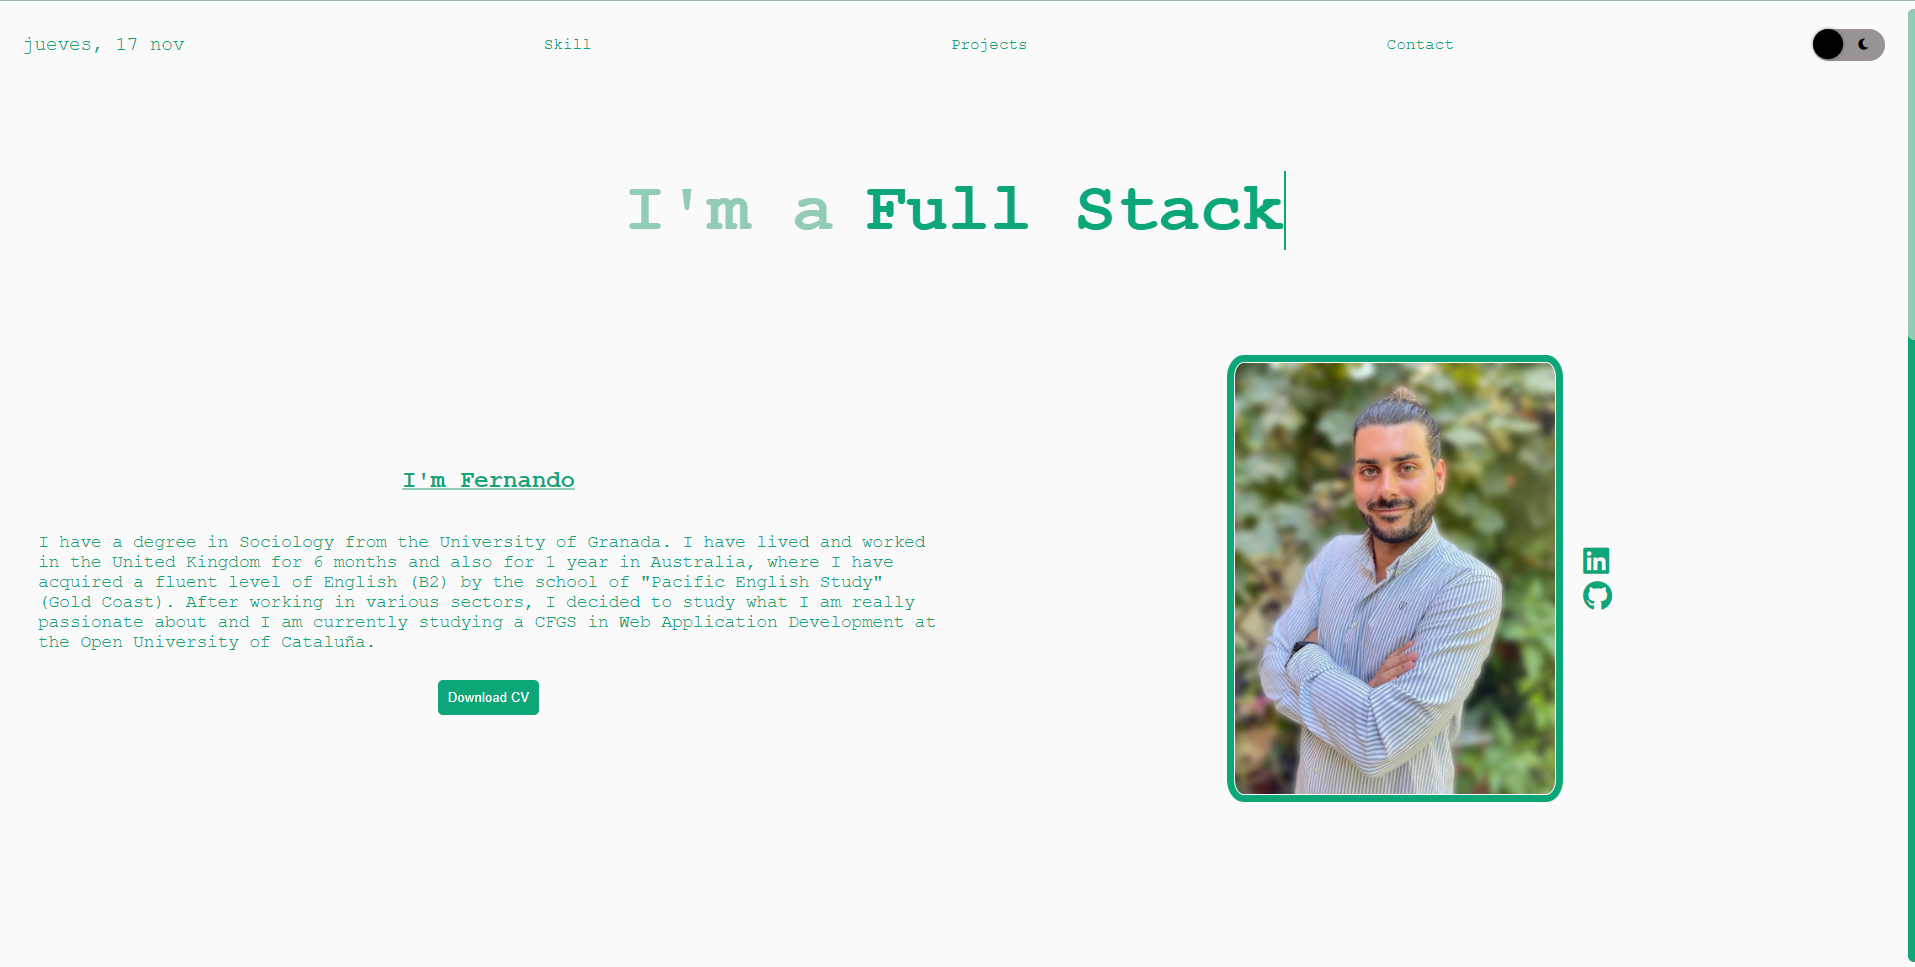 jueves, 17 nov
Skill
Projects
Contact
I'm a Full Stack
I'm Fernando
I have a degree in Sociology from the University of Granada. I have lived and worked
in the United Kingdom for 6 months and also for 1 year in Australia, where I have
acquired a fluent level of English (B2) by the school of "Pacific English Study"
(Gold Coast). After working in various sectors, I decided to study what I am really
passionate about and I am currently studying a CFGS in Web Application Development at
the Open University of Cataluña.
Download CV
in